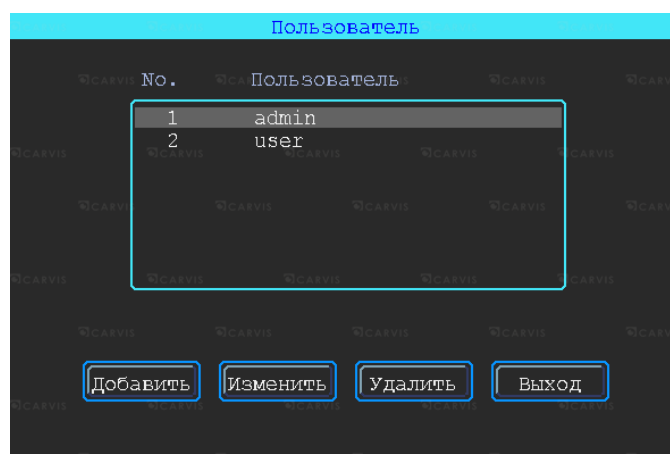 Пользователь
No. Пользователь
1 admin
2 user
Добавить Изменить Удалить Выход